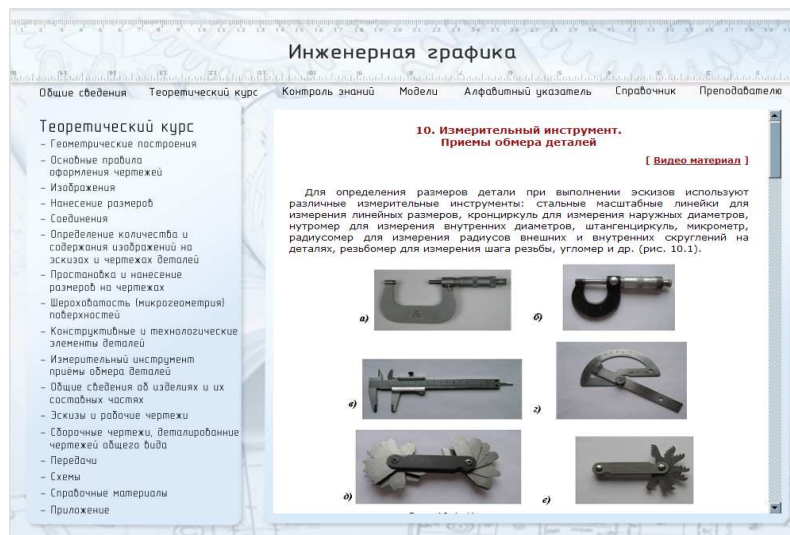 Инженерная графика
Общие сведения Теоретический курс Контроль знаний Модели Алфавитный указатель Справочник Преподавателю
Теоретический курс
- Геометрические построения
- Основные правила
оформления чертежей
- Изображения
- Нанесение размеров
- Соединения
- Определение количества и
содержания изображений на
эскизах и чертежах деталей
- Простановка и нанесение
размеров на чертежах
- Шероховатость (микрогеометрия)
поверхностей
- Конструктивные и технологические
элементы деталей
- Измерительный инструмент
приёмы обмера деталей
- Общие сведения об изделиях и их
составных частях
- Эскизы и рабочие чертежи
- Сборочные чертежи, деталирование
чертежей общего вида
- Передачи
- Схемы
- Справочные материалы
- Приложение
10. Измерительный инструмент.
Приемы обмера деталей
[ Видео материал ]
Для определения размеров детали при выполнении эскизов используют
различные измерительные инструменты: стальные масштабные линейки для
измерения линейных размеров, кронциркуль для измерения наружных диаметров,
нутромер для измерения внутренних диаметров, штангенциркуль, микрометр,
радиусомер для измерения радиусов внешних и внутренних скруглений на
деталях, резьбомер для измерения шага резьбы, угломер и др. (рис. 10.1).
а) б)
в) г)
д) е)